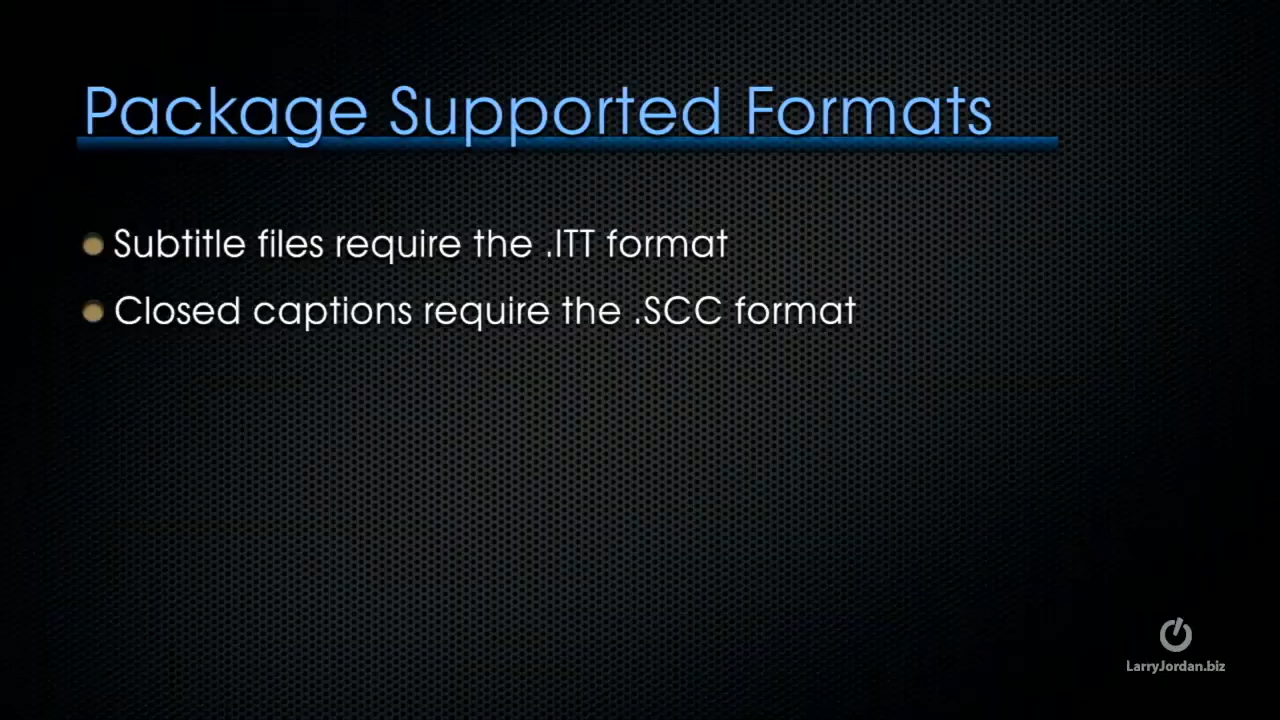 Package Supported Formats
Subtitle files require the .ITT format
Closed captions require the .SCC format
LarryJordan.biz